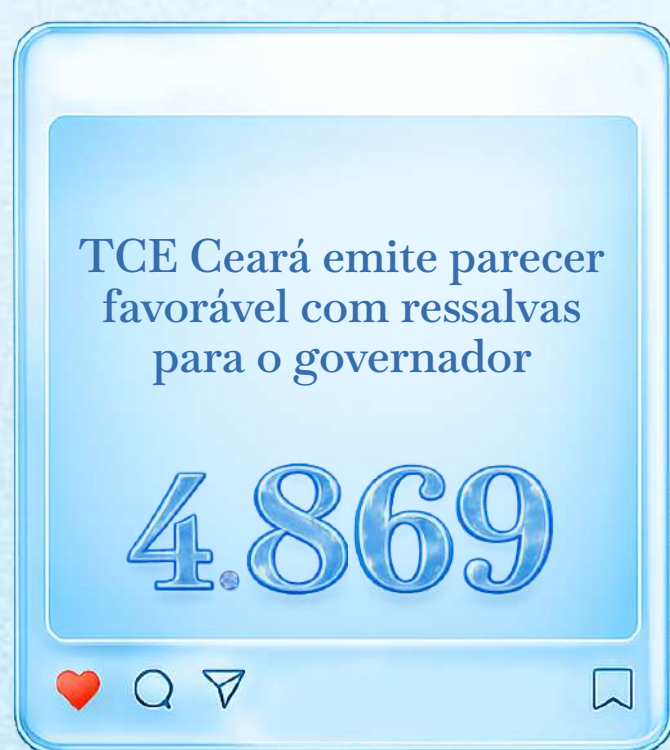 TCE Ceará emite parecer
favorável com ressalvas
para o governador
4.869